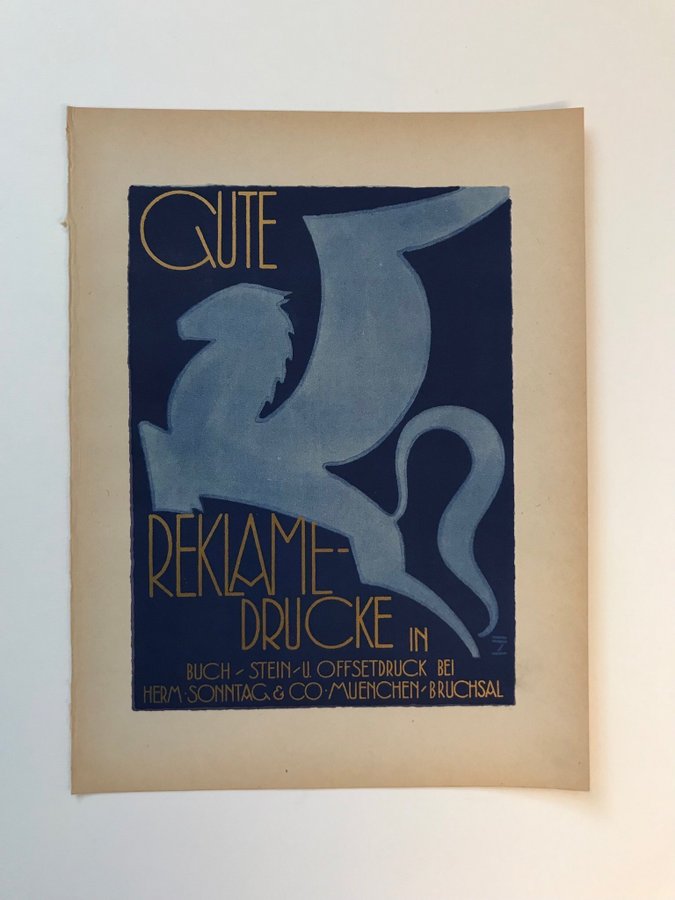 GUTE
REKLAME-
DRUCKE IN
BUCH - STEIN - U. OFFSETDRUCK BEI
HERM · SONNTAG & CO · MUENCHEN - BRUCHSAL